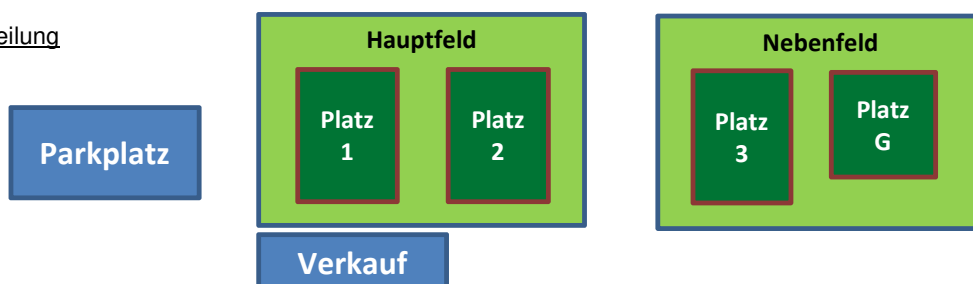 eilung
Hauptfeld
Nebenfeld
Parkplatz
Platz
1
Platz
2
Platz
3
Platz
G
Verkauf